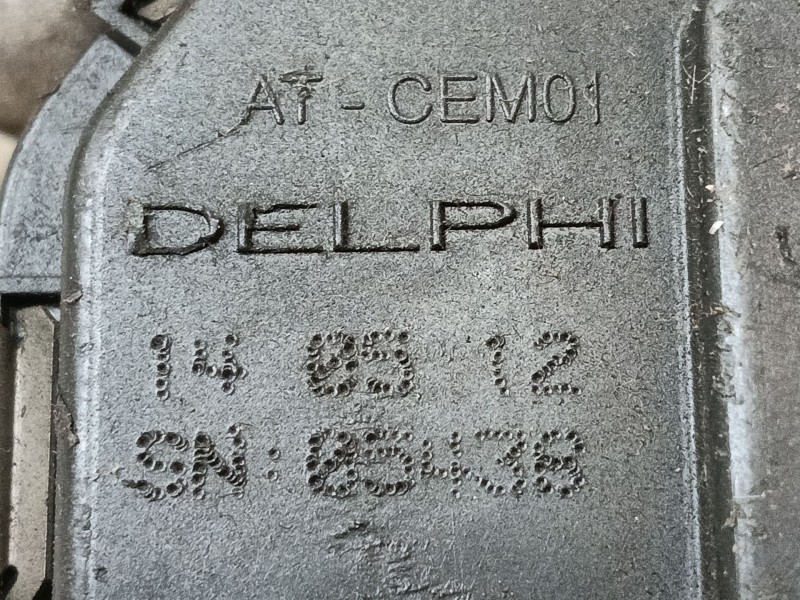 AT - CEM01
DELPHI
14 05 12
SN:05438